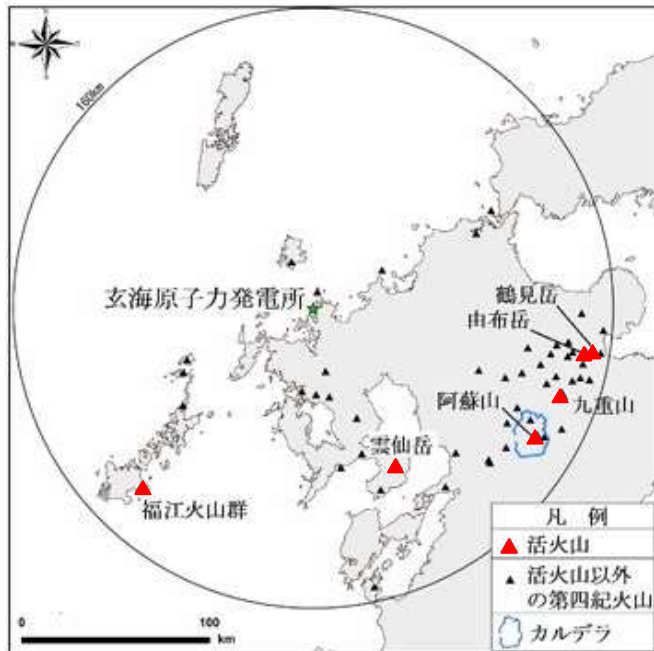 160km
玄海原子力発電所
鶴見岳
由布岳
九重山
阿蘇山
雲仙岳
福江火山群
凡 例
活火山
活火山以外
の第四紀火山
カルデラ
0
100
km